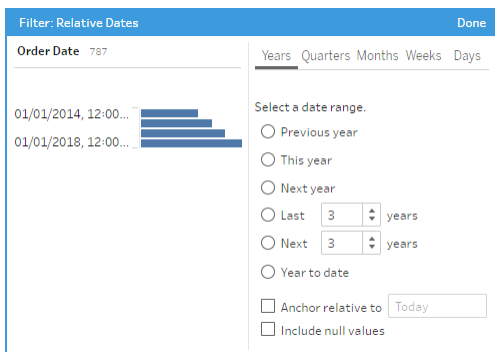 Filter: Relative Dates Done
Order Date 787
Years Quarters Months Weeks Days
01/01/2014, 12:00...
01/01/2018, 12:00...
Select a date range.
Previous year
This year
Next year
Last 3 years
Next 3 years
Year to date
Anchor relative to Today
Include null values